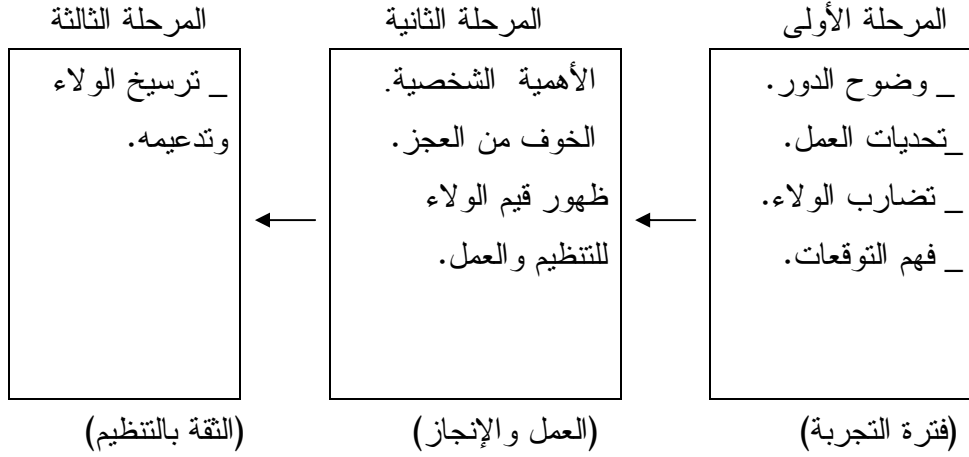 المرحلة الأولى
_ وضوح الدور.
_تحديات العمل.
_ تضارب الولاء.
_ فهم التوقعات.
(فترة التجربة)
المرحلة الثانية
الأهمية الشخصية.
الخوف من العجز.
ظهور قيم الولاء
للتنظيم والعمل.
(العمل والإنجاز)
المرحلة الثالثة
_ ترسيخ الولاء
وتدعيمه.
(الثقة بالتنظيم)